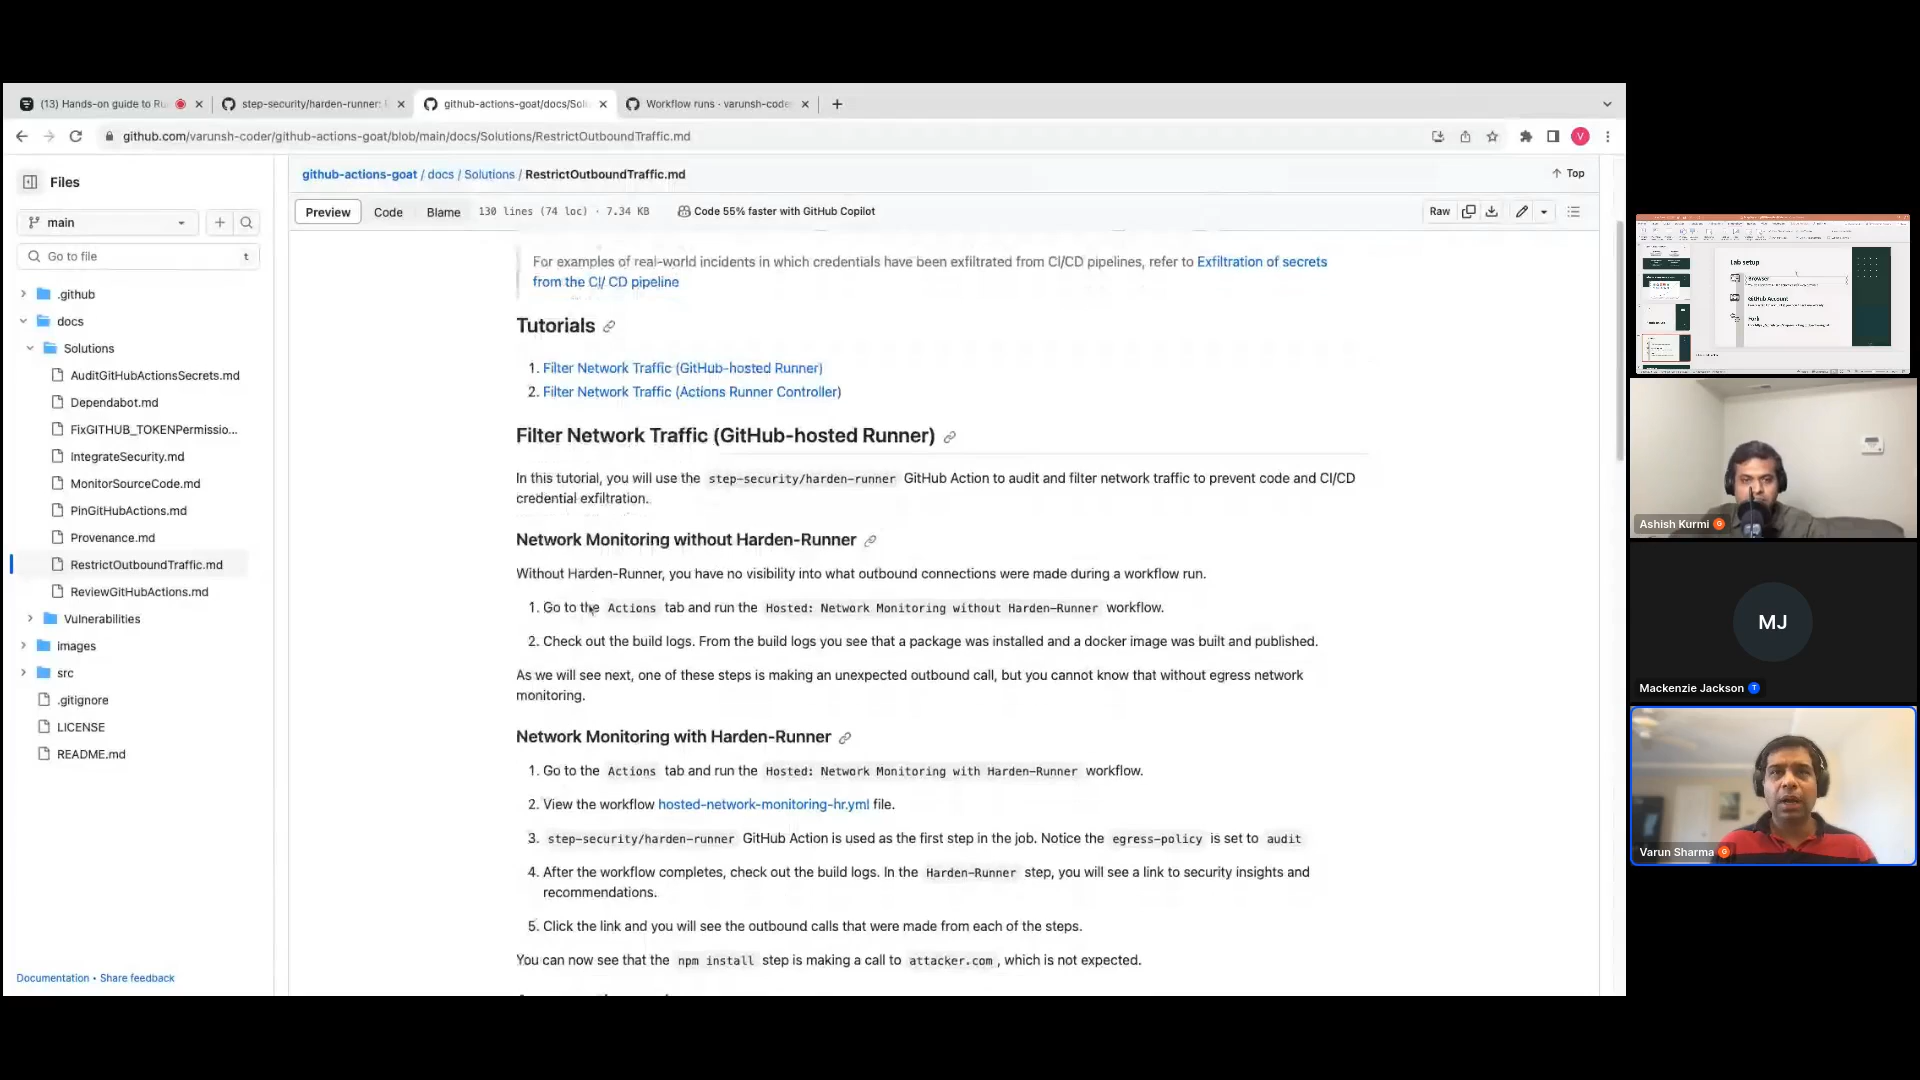 (13) Hands-on guide to Ru
step-security/harden-runner:
github-actions-goat/docs/Solu
Workflow runs · varunsh-code
github.com/varunsh-coder/github-actions-goat/blob/main/docs/Solutions/RestrictOutboundTraffic.md
V
Files
main
Go to file
t
.github
docs
Solutions
AuditGitHubActionsSecrets.md
Dependabot.md
FixGITHUB_TOKENPermissio...
IntegrateSecurity.md
MonitorSourceCode.md
PinGitHubActions.md
Provenance.md
RestrictOutboundTraffic.md
ReviewGitHubActions.md
Vulnerabilities
images
src
.gitignore
LICENSE
README.md
Documentation • Share feedback
github-actions-goat / docs / Solutions / RestrictOutboundTraffic.md
Top
Preview
Code
Blame
130 lines (74 loc) · 7.34 KB
Code 55% faster with GitHub Copilot
Raw
For examples of real-world incidents in which credentials have been exfiltrated from CI/CD pipelines, refer to Exfiltration of secrets
from the CI/ CD pipeline
Tutorials
1. Filter Network Traffic (GitHub-hosted Runner)
2. Filter Network Traffic (Actions Runner Controller)
Filter Network Traffic (GitHub-hosted Runner)
In this tutorial, you will use the step-security/harden-runner GitHub Action to audit and filter network traffic to prevent code and CI/CD
credential exfiltration.
Network Monitoring without Harden-Runner
Without Harden-Runner, you have no visibility into what outbound connections were made during a workflow run.
1. Go to the Actions tab and run the Hosted: Network Monitoring without Harden-Runner workflow.
2. Check out the build logs. From the build logs you see that a package was installed and a docker image was built and published.
As we will see next, one of these steps is making an unexpected outbound call, but you cannot know that without egress network
monitoring.
Network Monitoring with Harden-Runner
1. Go to the Actions tab and run the Hosted: Network Monitoring with Harden-Runner workflow.
2. View the workflow hosted-network-monitoring-hr.yml file.
3. step-security/harden-runner GitHub Action is used as the first step in the job. Notice the egress-policy is set to audit
4. After the workflow completes, check out the build logs. In the Harden-Runner step, you will see a link to security insights and
recommendations.
5. Click the link and you will see the outbound calls that were made from each of the steps.
You can now see that the npm install step is making a call to attacker.com, which is not expected.
Lab setup
Browser
GitHub Account
Fork
Ashish Kurmi
MJ
Mackenzie Jackson
Varun Sharma